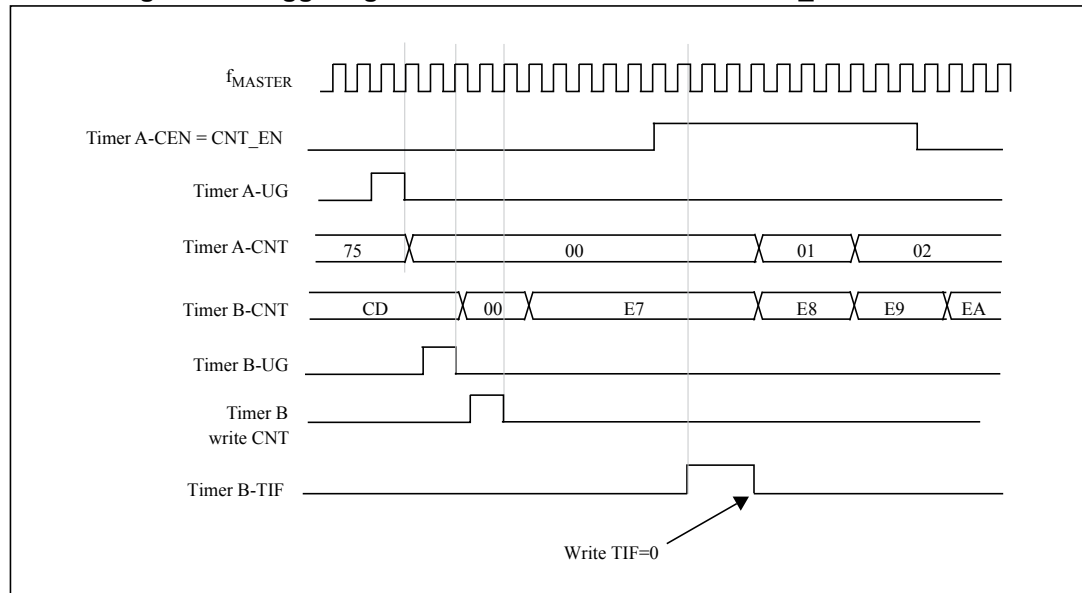 f_MASTER
Timer A-CEN = CNT_EN
Timer A-UG
Timer A-CNT 75 00 01 02
Timer B-CNT CD 00 E7 E8 E9 EA
Timer B-UG
Timer B
write CNT
Timer B-TIF
Write TIF=0